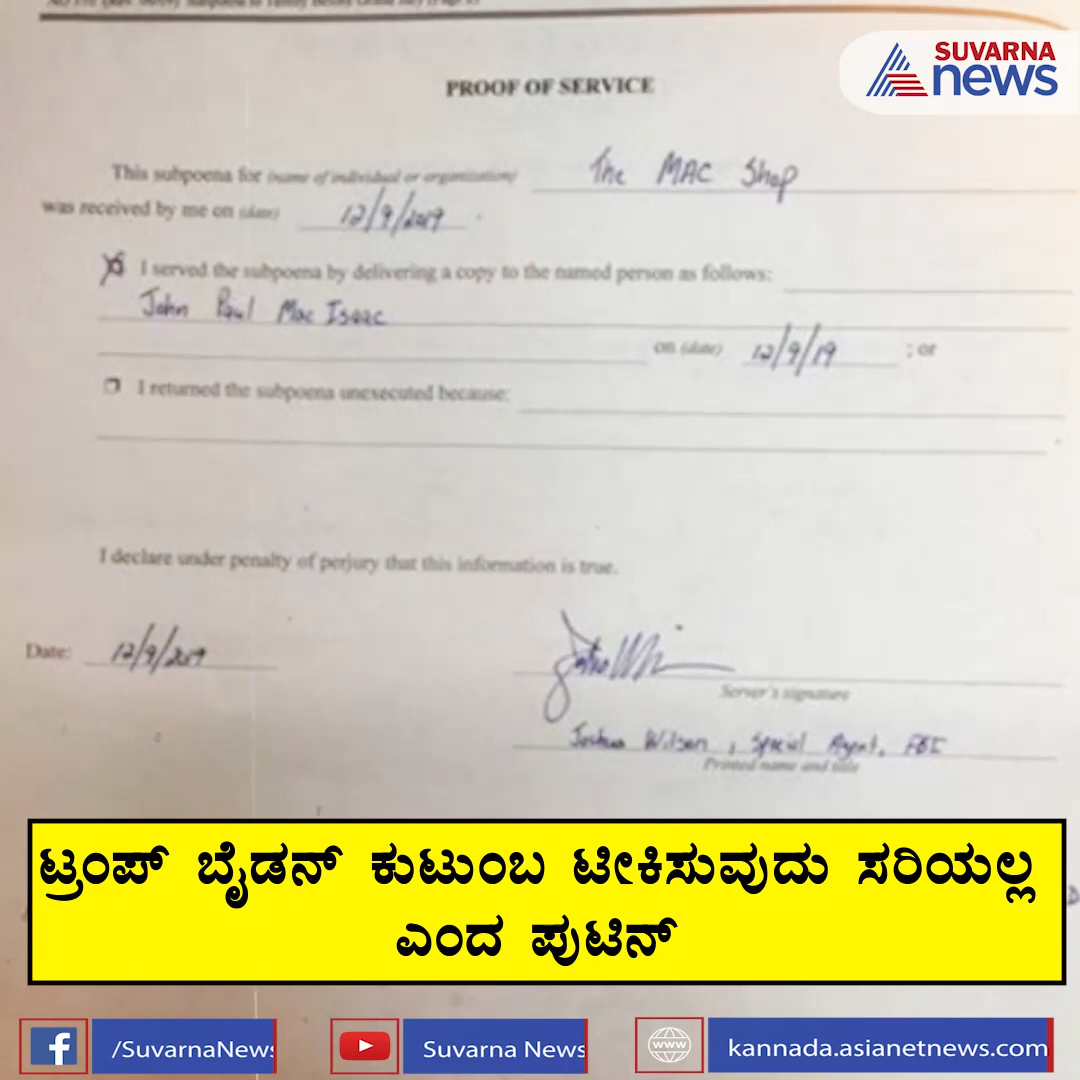 SUVARNA
news
PROOF OF SERVICE
This subpoena for (name of individual or organization) The MAC Shop
was received by me on (date) 12/9/2019 .
I served the subpoena by delivering a copy to the named person as follows:
John Paul Mac Isaac
on (date) 12/9/19 ; or
I returned the subpoena unexecuted because:
I declare under penalty of perjury that this information is true.
Date: 12/9/2019
Server's signature
Joshua Wilson, Special Agent, FBI
Printed name and title
ಟ್ರಂಪ್ ಬೈಡನ್ ಕುಟುಂಬ ಟೀಕಿಸುವುದು ಸರಿಯಲ್ಲ
ಎಂದ ಪುಟಿನ್
/SuvarnaNews
Suvarna News
kannada.asianetnews.com